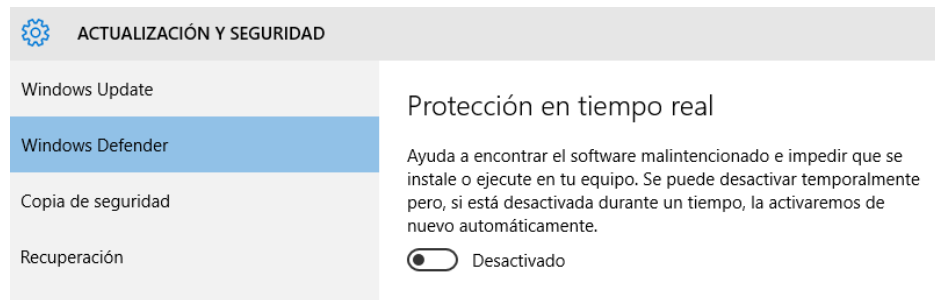 ACTUALIZACIÓN Y SEGURIDAD
Windows Update
Windows Defender
Copia de seguridad
Recuperación
Protección en tiempo real
Ayuda a encontrar el software malintencionado e impedir que se
instale o ejecute en tu equipo. Se puede desactivar temporalmente
pero, si está desactivada durante un tiempo, la activaremos de
nuevo automáticamente.
Desactivado